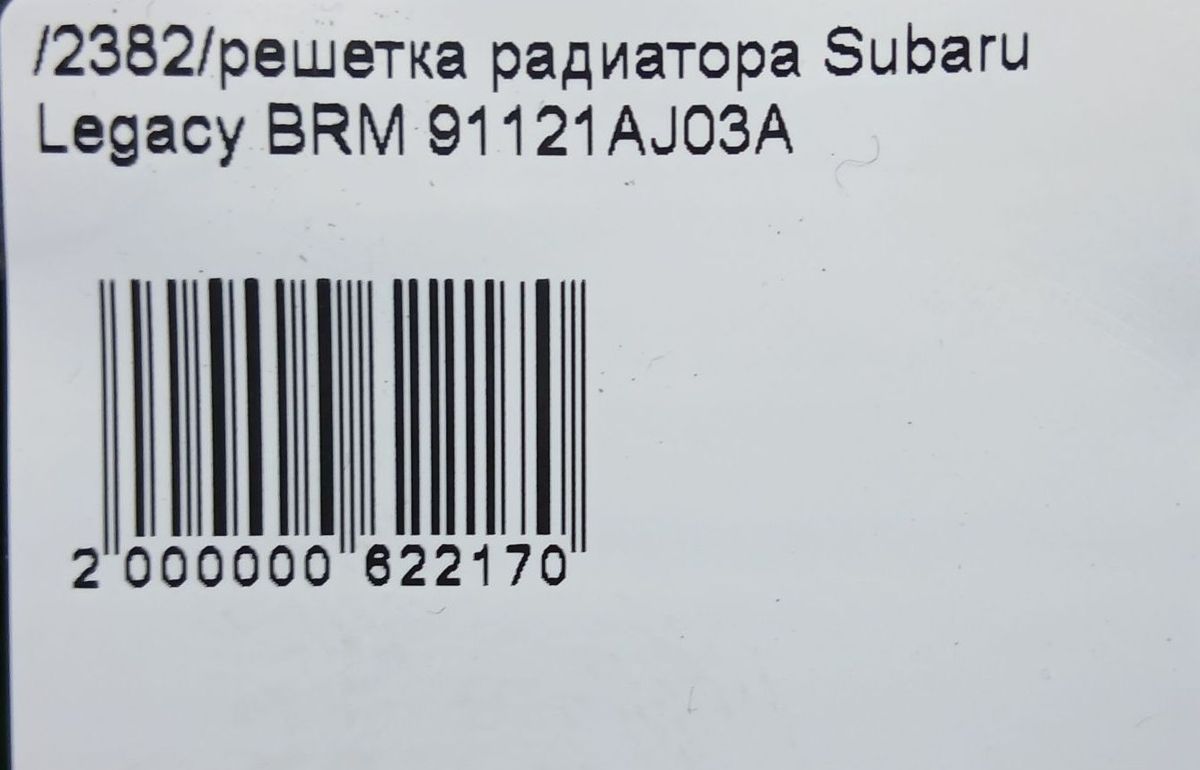 /2382/решетка радиатора Subaru
Legacy BRM 91121AJ03A
2 000000 622170